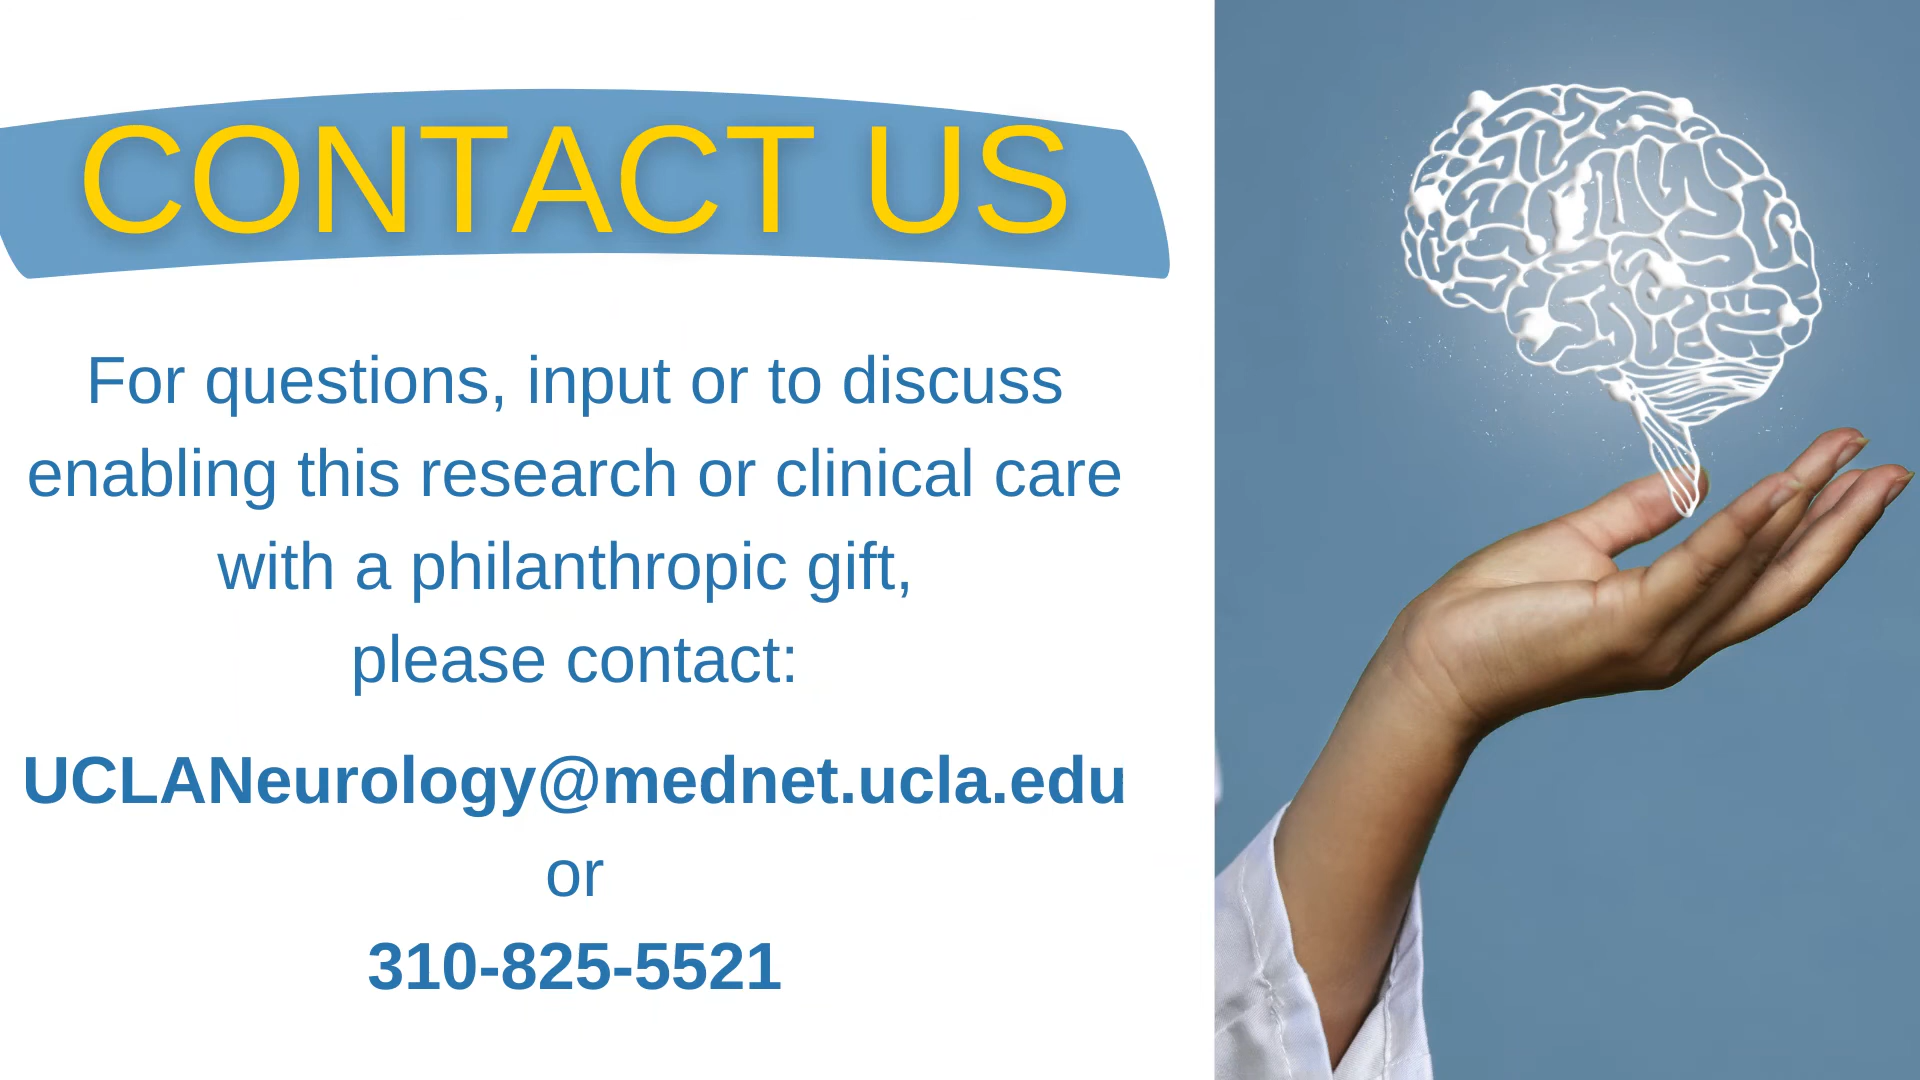 CONTACT US
For questions, input or to discuss
enabling this research or clinical care
with a philanthropic gift,
please contact:
UCLANeurology@mednet.ucla.edu
or
310-825-5521